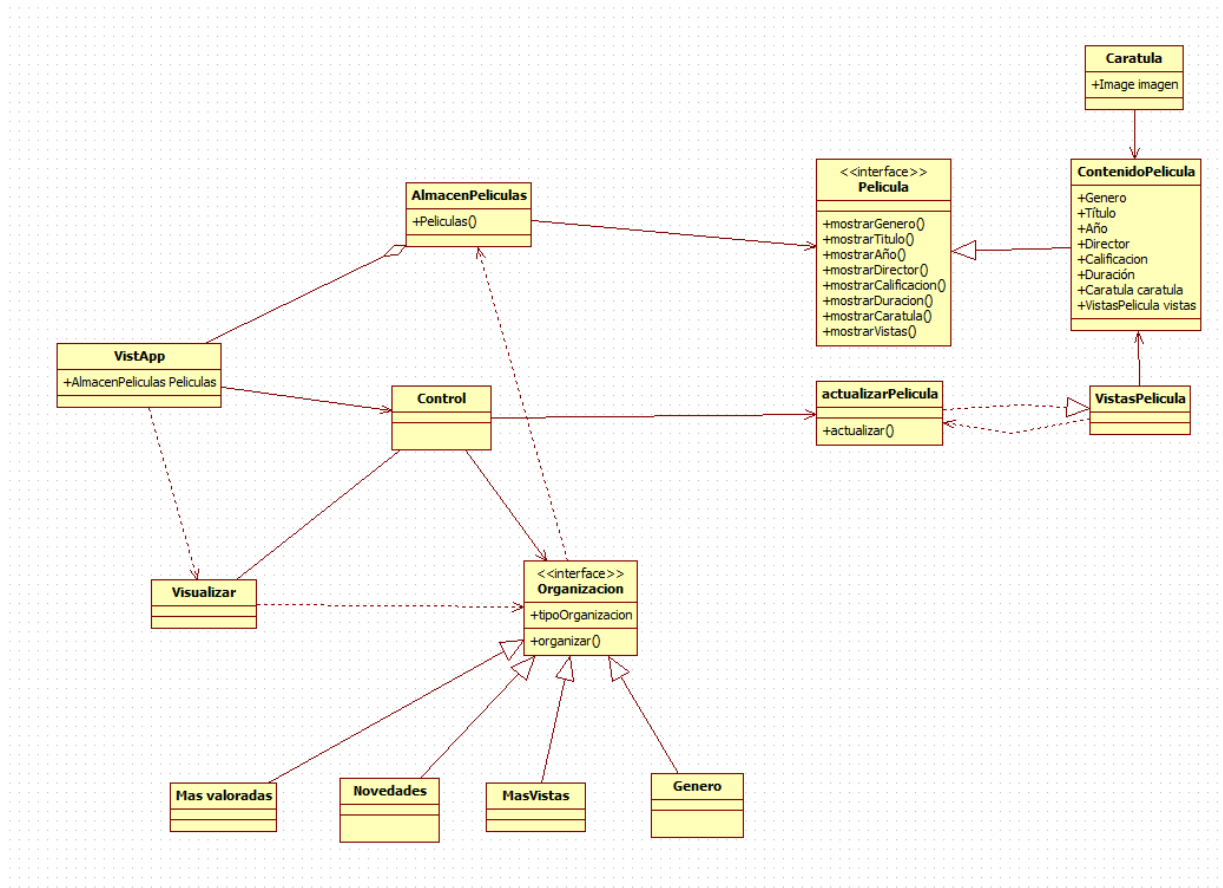 Caratula
+Image imagen
<<interface>>
Pelicula
+mostrarGenero()
+mostrarTitulo()
+mostrarAño()
+mostrarDirector()
+mostrarCalificacion()
+mostrarDuracion()
+mostrarCaratula()
+mostrarVistas()
ContenidoPelicula
+Genero
+Título
+Año
+Director
+Calificacion
+Duración
+Caratula caratula
+VistasPelicula vistas
AlmacenPeliculas
+Peliculas()
VistApp
+AlmacenPeliculas Peliculas
Control
actualizarPelicula
+actualizar()
VistasPelicula
Visualizar
<<interface>>
Organizacion
+tipoOrganizacion
+organizar()
Mas valoradas
Novedades
MasVistas
Genero